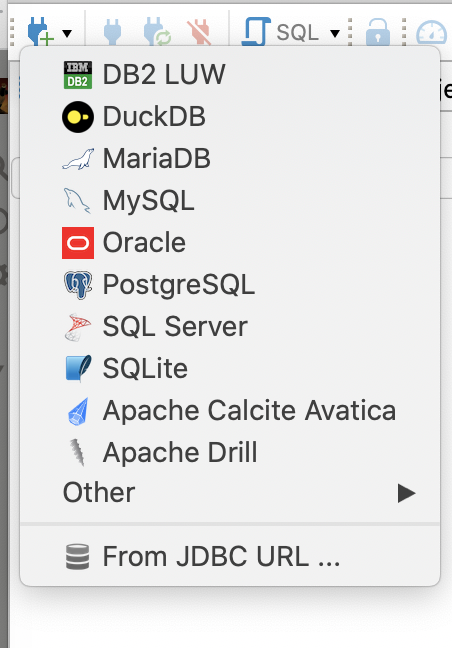 SQL
IBM
DB2
DB2 LUW
DuckDB
MariaDB
MySQL
Oracle
PostgreSQL
SQL Server
SQLite
Apache Calcite Avatica
Apache Drill
Other
From JDBC URL ...